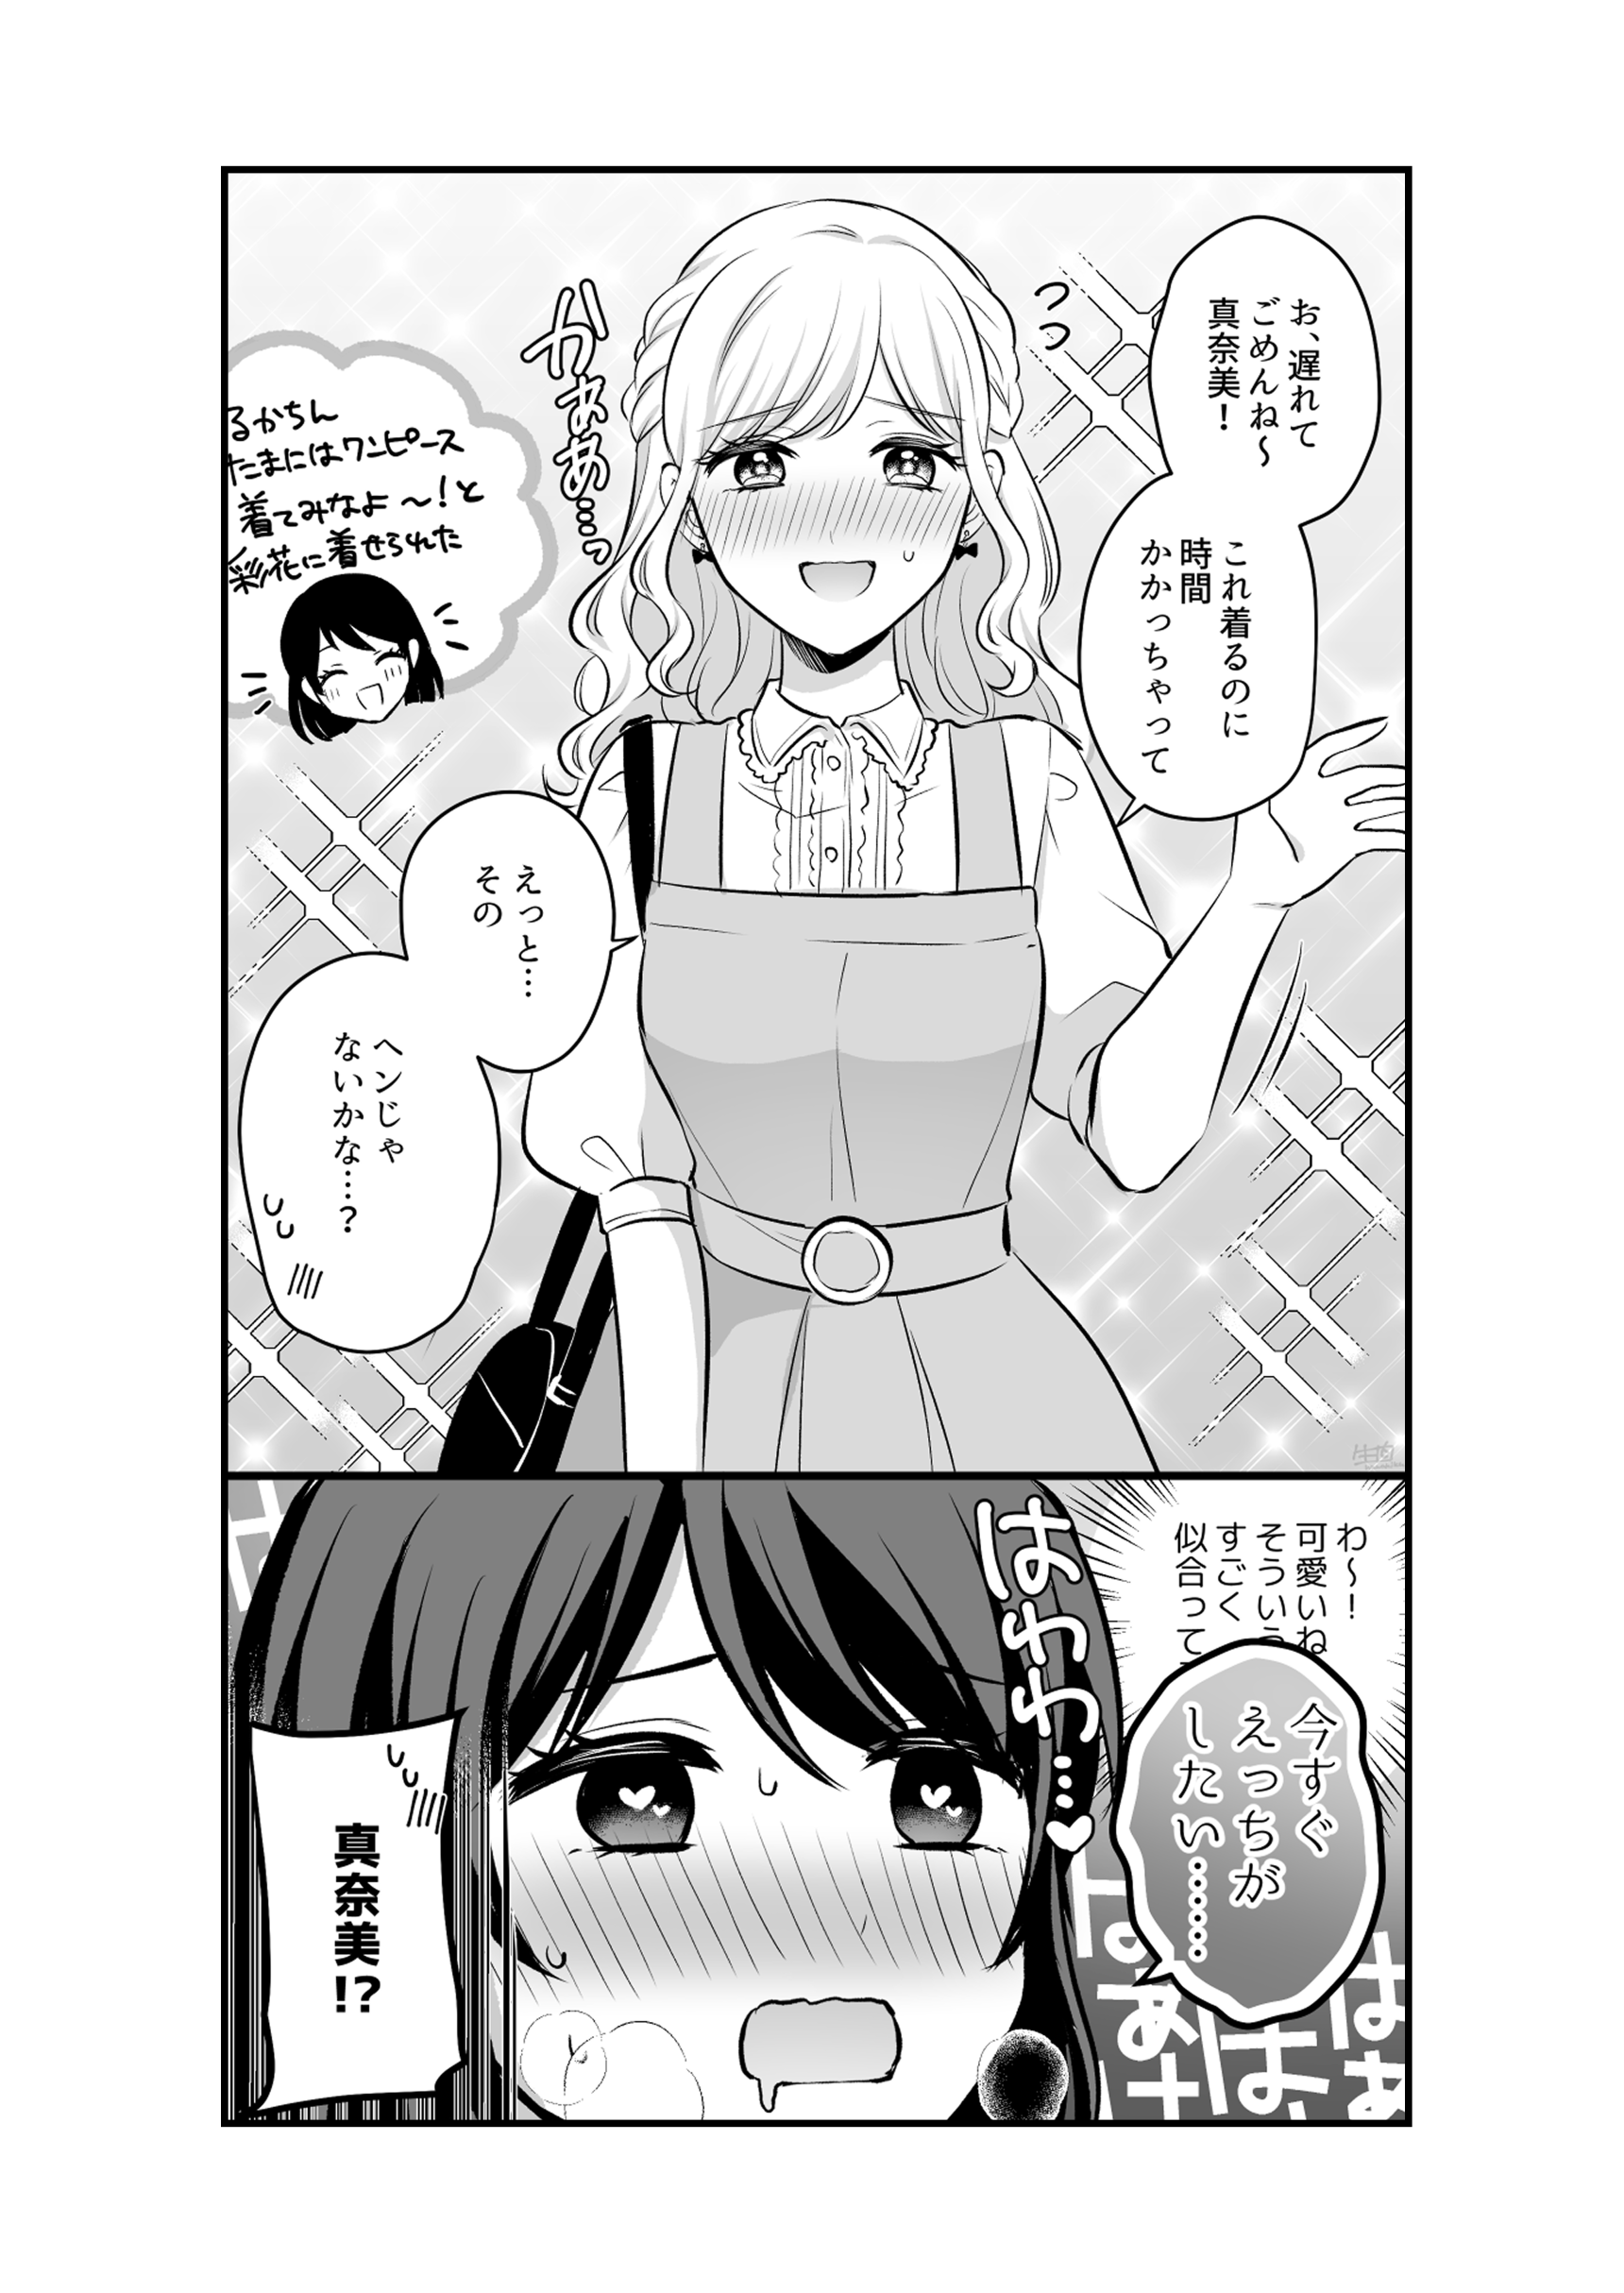 お、遅れて
ごめんね～
真奈美！
これ着るのに
時間
かかっちゃって
かぁぁあ……っ
るかちん
たまにはワンピース
着てみなよ～！と
彩花に着せられた
えっと…
その
ヘンじゃ
ないかな…？
わ～！
可愛いね
そういう
すごく
似合って
今すぐ
えっちが
したい………
はわわ…
真奈美!?
はぁ
は
はぁ